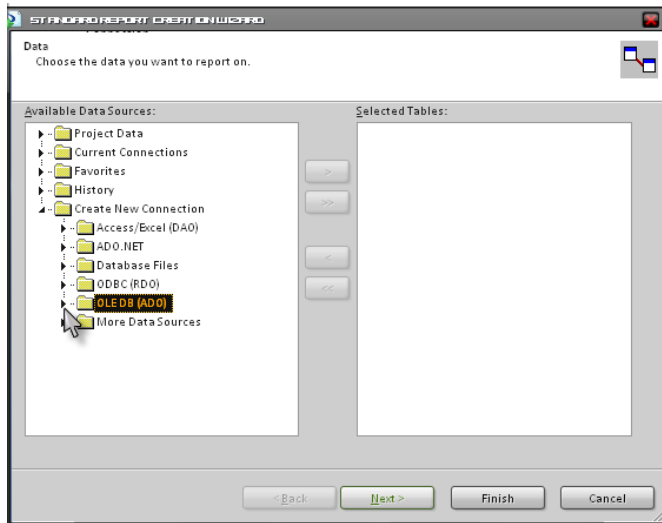 STANDARD REPORT CREATION WIZARD
Data
Choose the data you want to report on.
Available Data Sources:
Selected Tables:
Project Data
Current Connections
Favorites
History
Create New Connection
Access/Excel (DAO)
ADO.NET
Database Files
ODBC (RDO)
OLE DB (ADO)
More Data Sources
>
>>
<
<<
< Back
Next >
Finish
Cancel